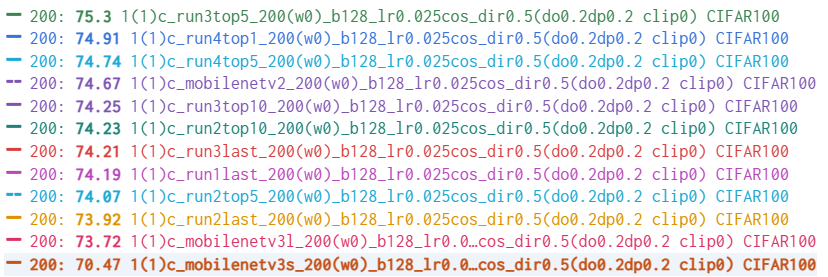 200: 75.3 1(1)c_run3top5_200(w0)_b128_lr0.025cos_dir0.5(do0.2dp0.2 clip0) CIFAR100
200: 74.91 1(1)c_run4top1_200(w0)_b128_lr0.025cos_dir0.5(do0.2dp0.2 clip0) CIFAR100
200: 74.74 1(1)c_run4top5_200(w0)_b128_lr0.025cos_dir0.5(do0.2dp0.2 clip0) CIFAR100
200: 74.67 1(1)c_mobilenetv2_200(w0)_b128_lr0.025cos_dir0.5(do0.2dp0.2 clip0) CIFAR100
200: 74.25 1(1)c_run3top10_200(w0)_b128_lr0.025cos_dir0.5(do0.2dp0.2 clip0) CIFAR100
200: 74.23 1(1)c_run2top10_200(w0)_b128_lr0.025cos_dir0.5(do0.2dp0.2 clip0) CIFAR100
200: 74.21 1(1)c_run3last_200(w0)_b128_lr0.025cos_dir0.5(do0.2dp0.2 clip0) CIFAR100
200: 74.19 1(1)c_run1last_200(w0)_b128_lr0.025cos_dir0.5(do0.2dp0.2 clip0) CIFAR100
200: 74.07 1(1)c_run2top5_200(w0)_b128_lr0.025cos_dir0.5(do0.2dp0.2 clip0) CIFAR100
200: 73.92 1(1)c_run2last_200(w0)_b128_lr0.025cos_dir0.5(do0.2dp0.2 clip0) CIFAR100
200: 73.72 1(1)c_mobilenetv3l_200(w0)_b128_lr0.0…cos_dir0.5(do0.2dp0.2 clip0) CIFAR100
200: 70.47 1(1)c_mobilenetv3s_200(w0)_b128_lr0.0…cos_dir0.5(do0.2dp0.2 clip0) CIFAR100